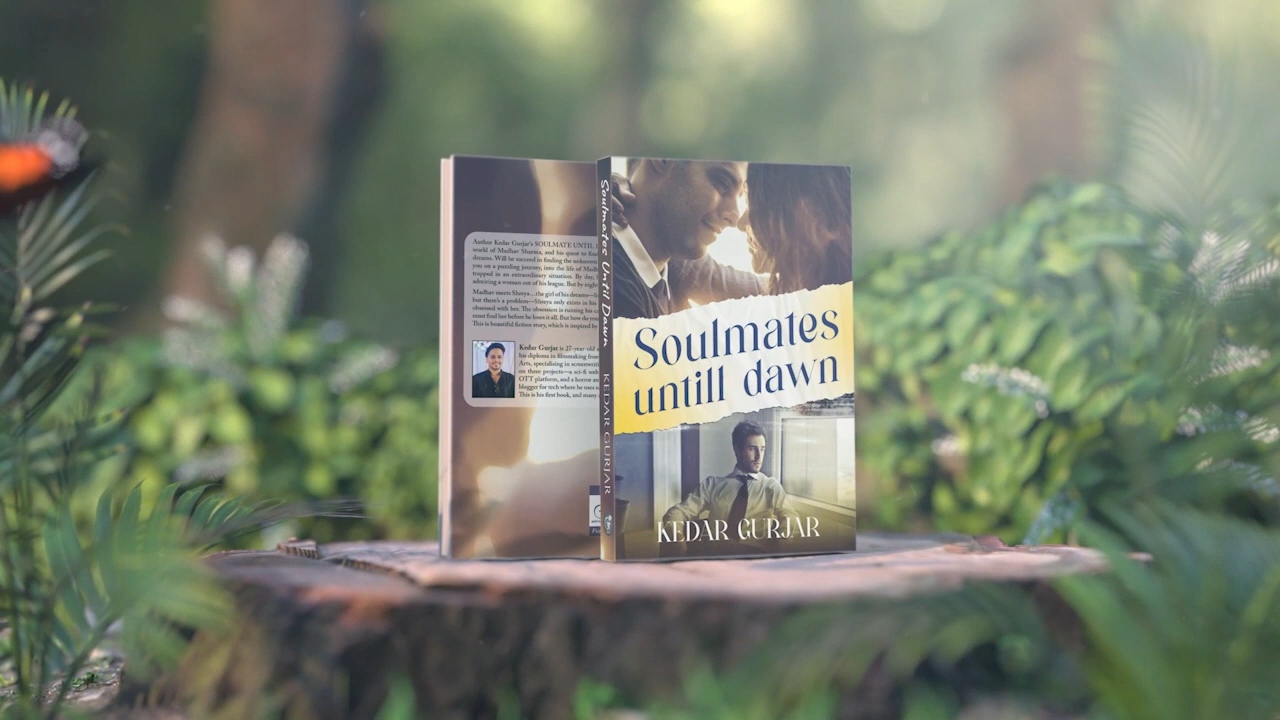 Author Kedar Gurjar's SOULMATE UNTIL
world of Madhav Sharma, and his quest to find
dreams. Will he succeed in finding the unknown
you on a puzzling journey, into the life of
trapped in an extraordinary situation. By day,
admiring a woman out of his league. But by night
Madhav meets Shreya... the girl of his dreams—
but there's a problem—Shreya only exists in his
obsessed with her. The obsession is ruining his
must find her before he loses it all. But how do you
This is beautiful fiction story, which is inspired by
Kedar Gurjar is 27-year-old
his diploma in filmmaking from
Arts, specialising in
on three projects—a sci-fi
OTT platform, and a horror
blogger for tech where he
This is his first book, and many
Soulmates Until Dawn KEDAR GURJAR
Soulmates
untill dawn
KEDAR GURJAR